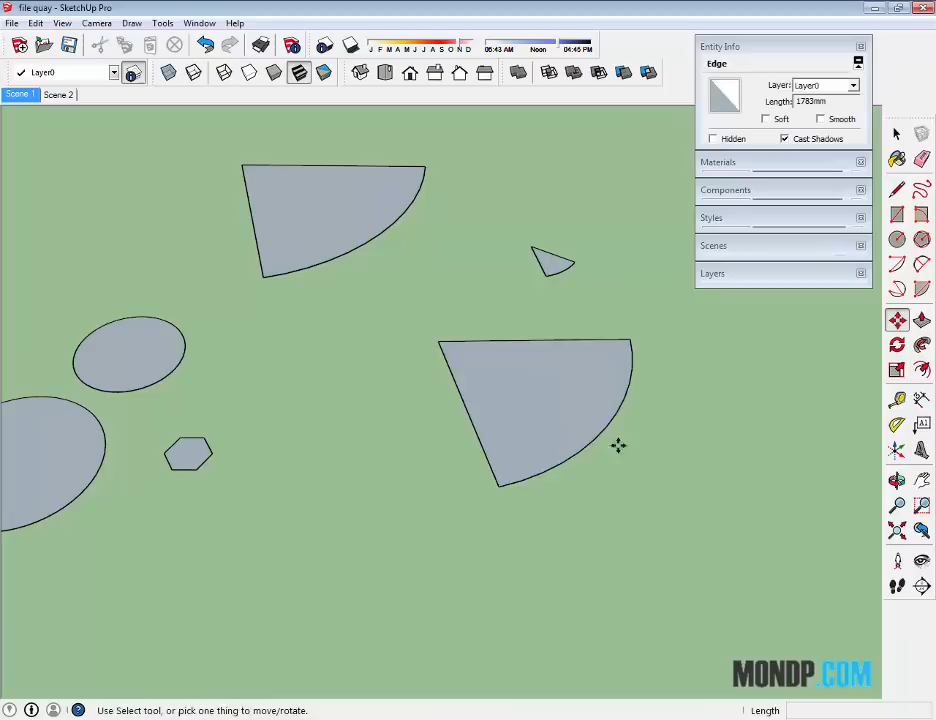 file quay - SketchUp Pro
File Edit View Camera Draw Tools Window Help
J F M A M J J A S O N D 06:43 AM Noon 04:45 PM
Layer0
Scene 1 Scene 2
Entity Info
Edge
Layer: Layer0
Length: 1783mm
Soft Smooth
Hidden Cast Shadows
Materials
Components
Styles
Scenes
Layers
A1
MONDP.COM
Use Select tool, or pick one thing to move/rotate.
Length